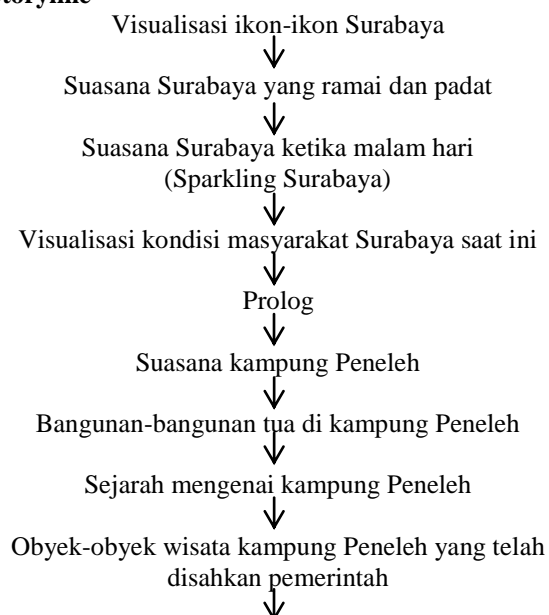 Visualisasi ikon-ikon Surabaya
Suasana Surabaya yang ramai dan padat
Suasana Surabaya ketika malam hari
(Sparkling Surabaya)
Visualisasi kondisi masyarakat Surabaya saat ini
Prolog
Suasana kampung Peneleh
Bangunan-bangunan tua di kampung Peneleh
Sejarah mengenai kampung Peneleh
Obyek-obyek wisata kampung Peneleh yang telah
disahkan pemerintah